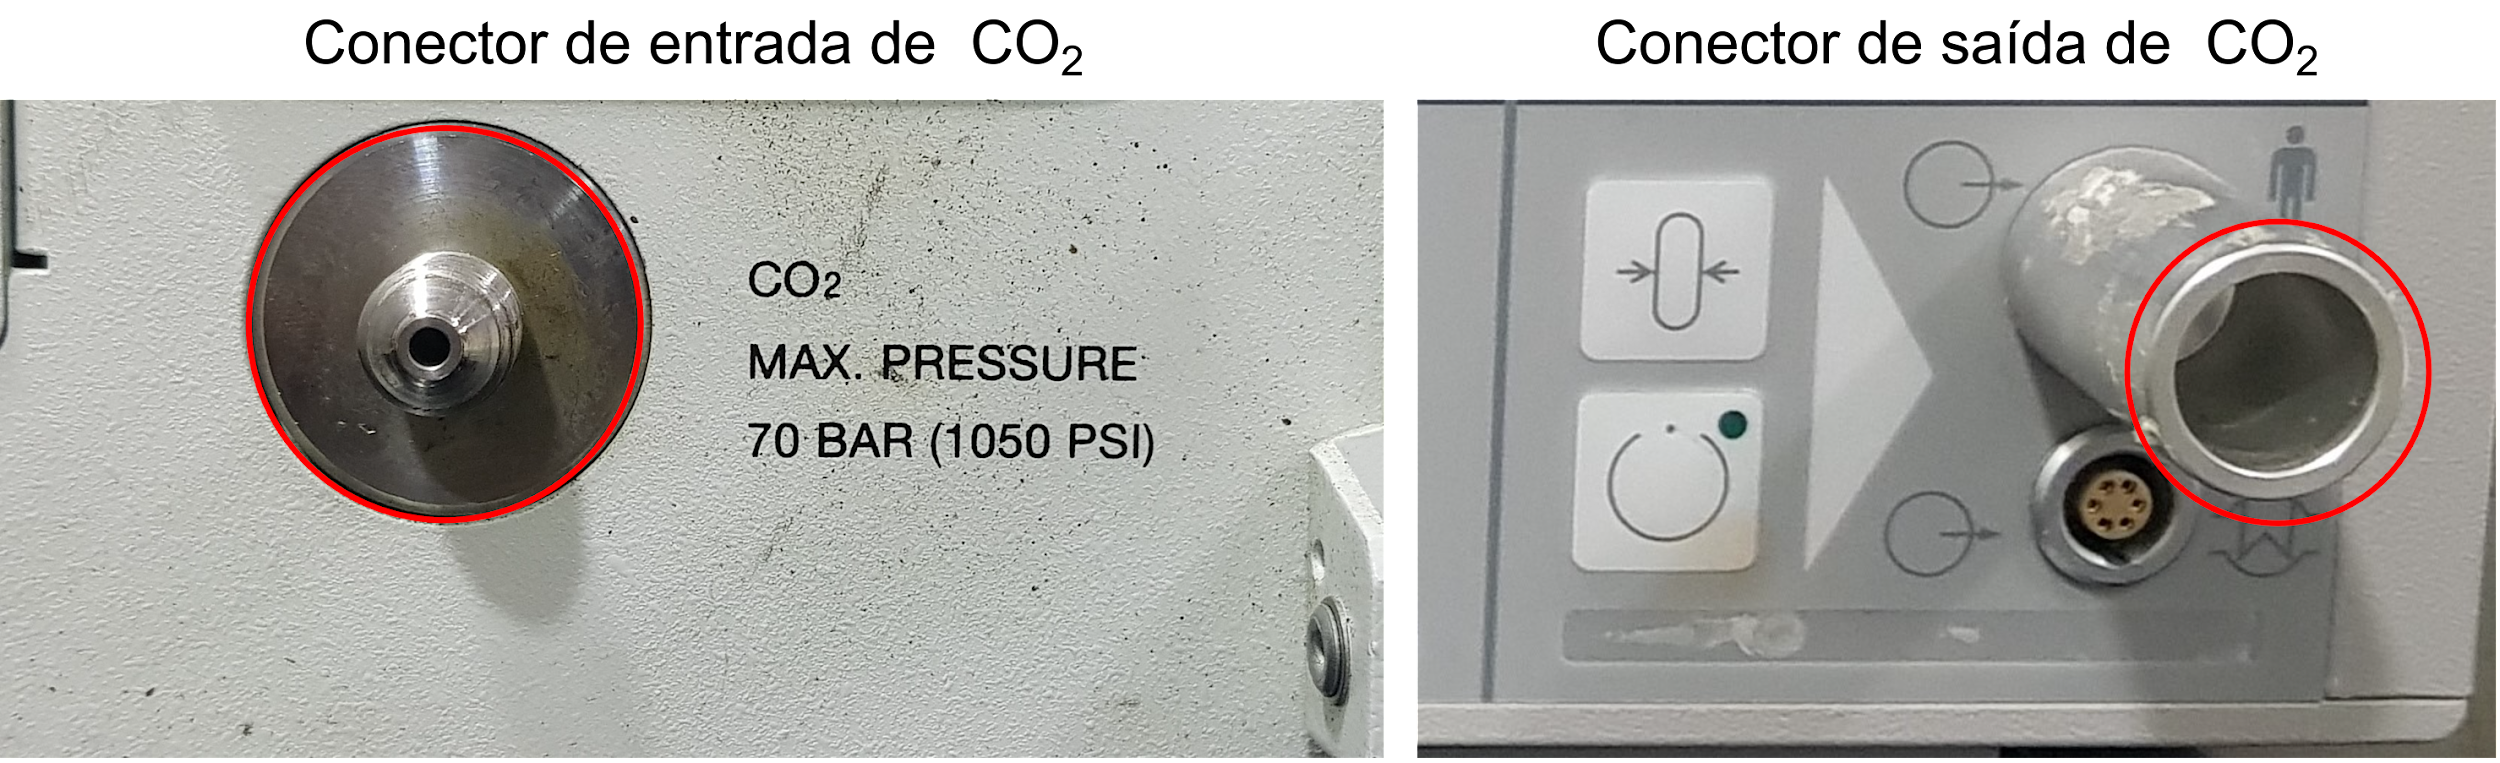 Conector de entrada de CO₂
Conector de saída de CO₂
CO₂
MAX. PRESSURE
70 BAR (1050 PSI)